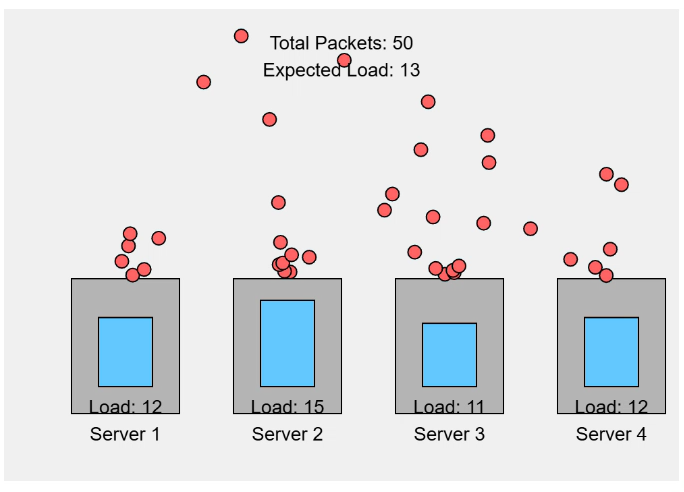 Total Packets: 50
Expected Load: 13
Load: 12
Load: 15
Load: 11
Load: 12
Server 1
Server 2
Server 3
Server 4